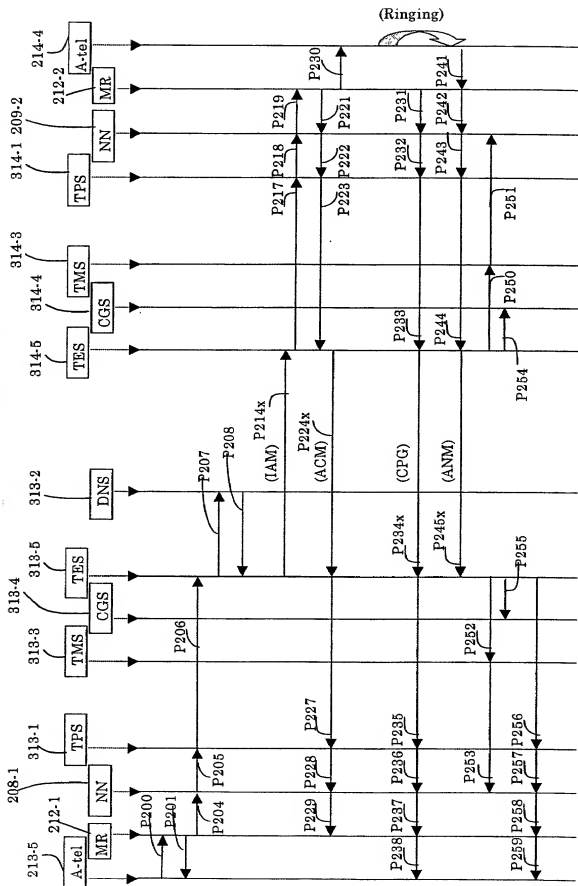 (Ringing)
214-4
A-tel
212-2
MR
209-2
NN
314-1
TPS
314-3
TMS
314-4
CGS
314-5
TES
313-2
DNS
313-5
TES
313-4
CGS
313-3
TMS
313-1
TPS
208-1
NN
212-1
MR
213-5
A-tel
P200
P201
P204
P205
P206
P207
P208
P214x
(IAM)
P217
P218
P219
P230
P221
P222
P223
P224x
(ACM)
P227
P228
P229
P231
P232
P233
(CPG)
P234x
P235
P236
P237
P238
P241
P242
P243
P244
(ANM)
P245x
P250
P251
P252
P253
P254
P255
P256
P257
P258
P259